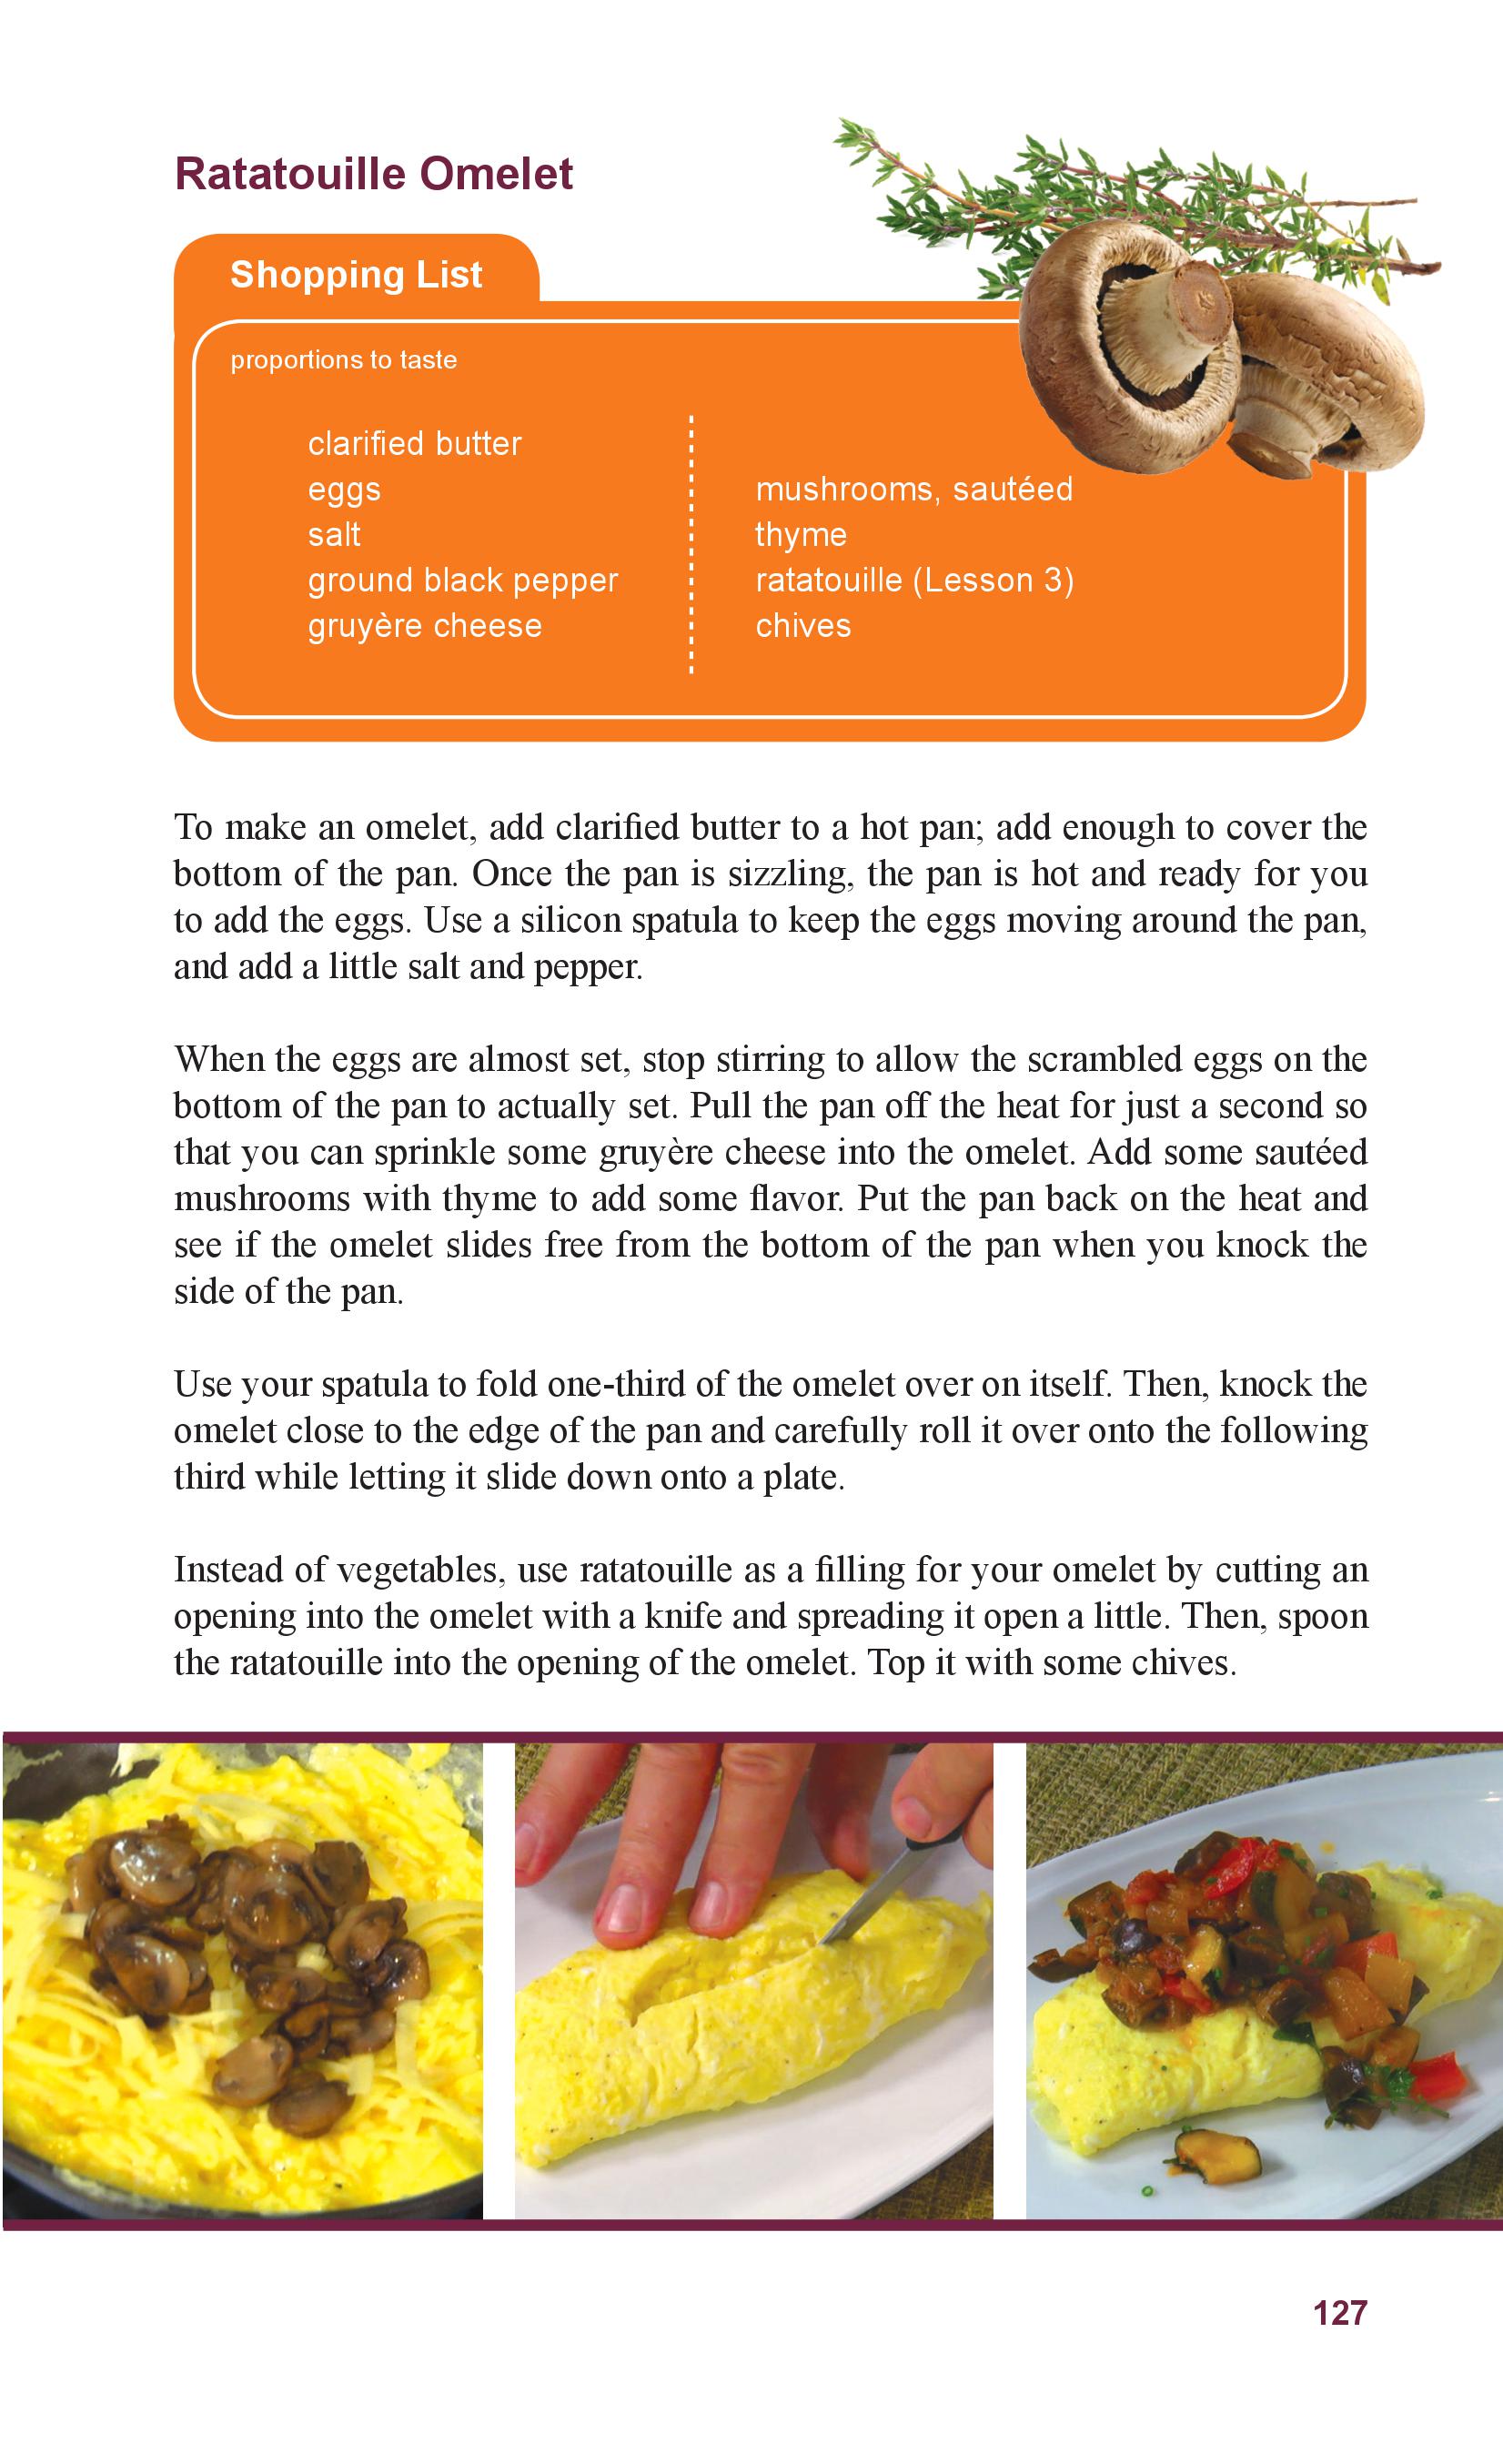 Ratatouille Omelet
Shopping List
proportions to taste
clarified butter
eggs
salt
ground black pepper
gruyère cheese
mushrooms, sautéed
thyme
ratatouille (Lesson 3)
chives
To make an omelet, add clarified butter to a hot pan; add enough to cover the
bottom of the pan. Once the pan is sizzling, the pan is hot and ready for you
to add the eggs. Use a silicon spatula to keep the eggs moving around the pan,
and add a little salt and pepper.
When the eggs are almost set, stop stirring to allow the scrambled eggs on the
bottom of the pan to actually set. Pull the pan off the heat for just a second so
that you can sprinkle some gruyère cheese into the omelet. Add some sautéed
mushrooms with thyme to add some flavor. Put the pan back on the heat and
see if the omelet slides free from the bottom of the pan when you knock the
side of the pan.
Use your spatula to fold one-third of the omelet over on itself. Then, knock the
omelet close to the edge of the pan and carefully roll it over onto the following
third while letting it slide down onto a plate.
Instead of vegetables, use ratatouille as a filling for your omelet by cutting an
opening into the omelet with a knife and spreading it open a little. Then, spoon
the ratatouille into the opening of the omelet. Top it with some chives.
127